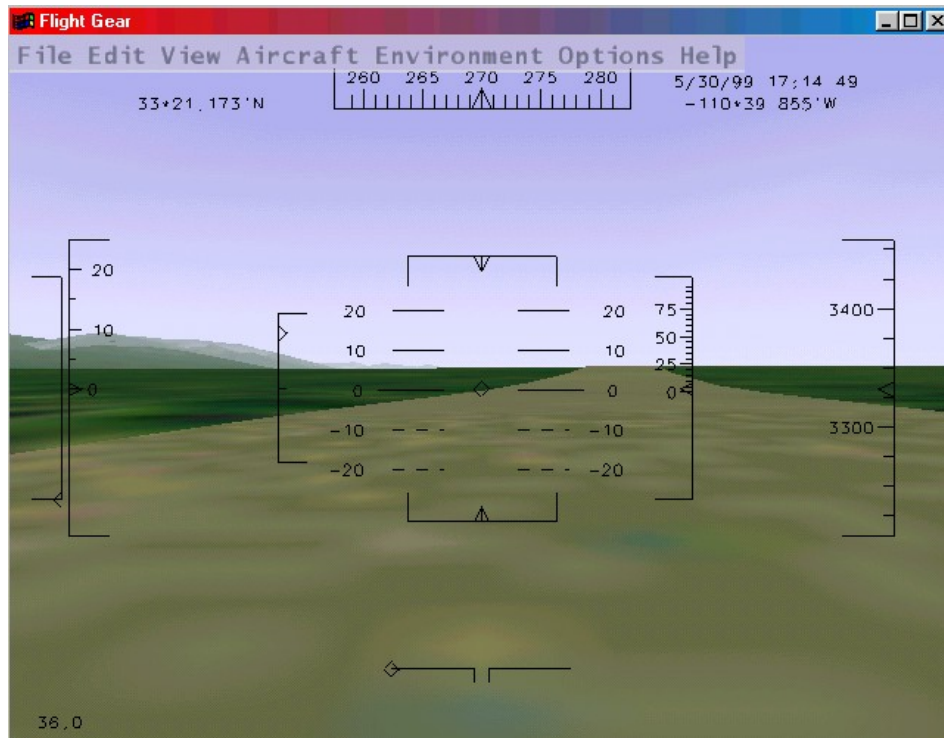 Flight Gear
File Edit View Aircraft Environment Options Help
260 265 270 275 280
5/30/99 17;14 49
33*21.173'N
-110*39 855'W
20
10
0
20 20
10 10
0 0
-10 -10
-20 -20
75
50
25
0
3400
3300
36.0